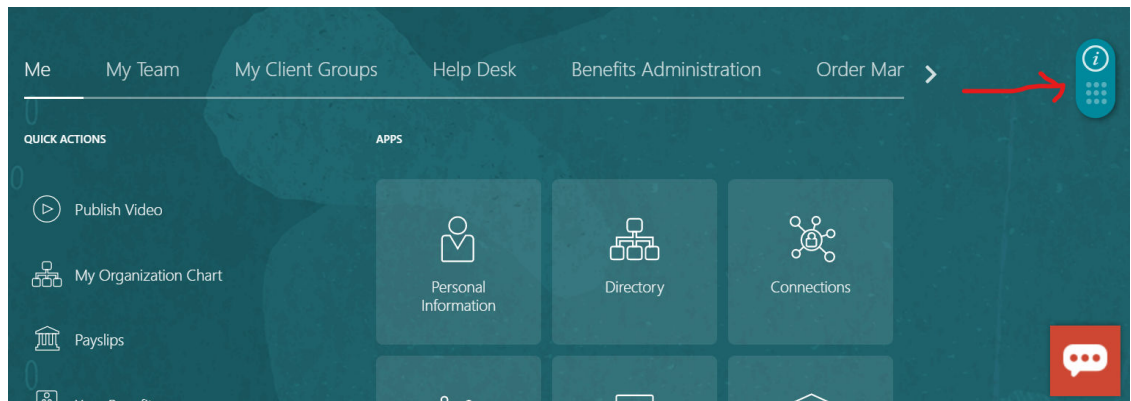 Me My Team My Client Groups Help Desk Benefits Administration Order Mar
QUICK ACTIONS
APPS
Publish Video
My Organization Chart
Payslips
Personal
Information
Directory
Connections